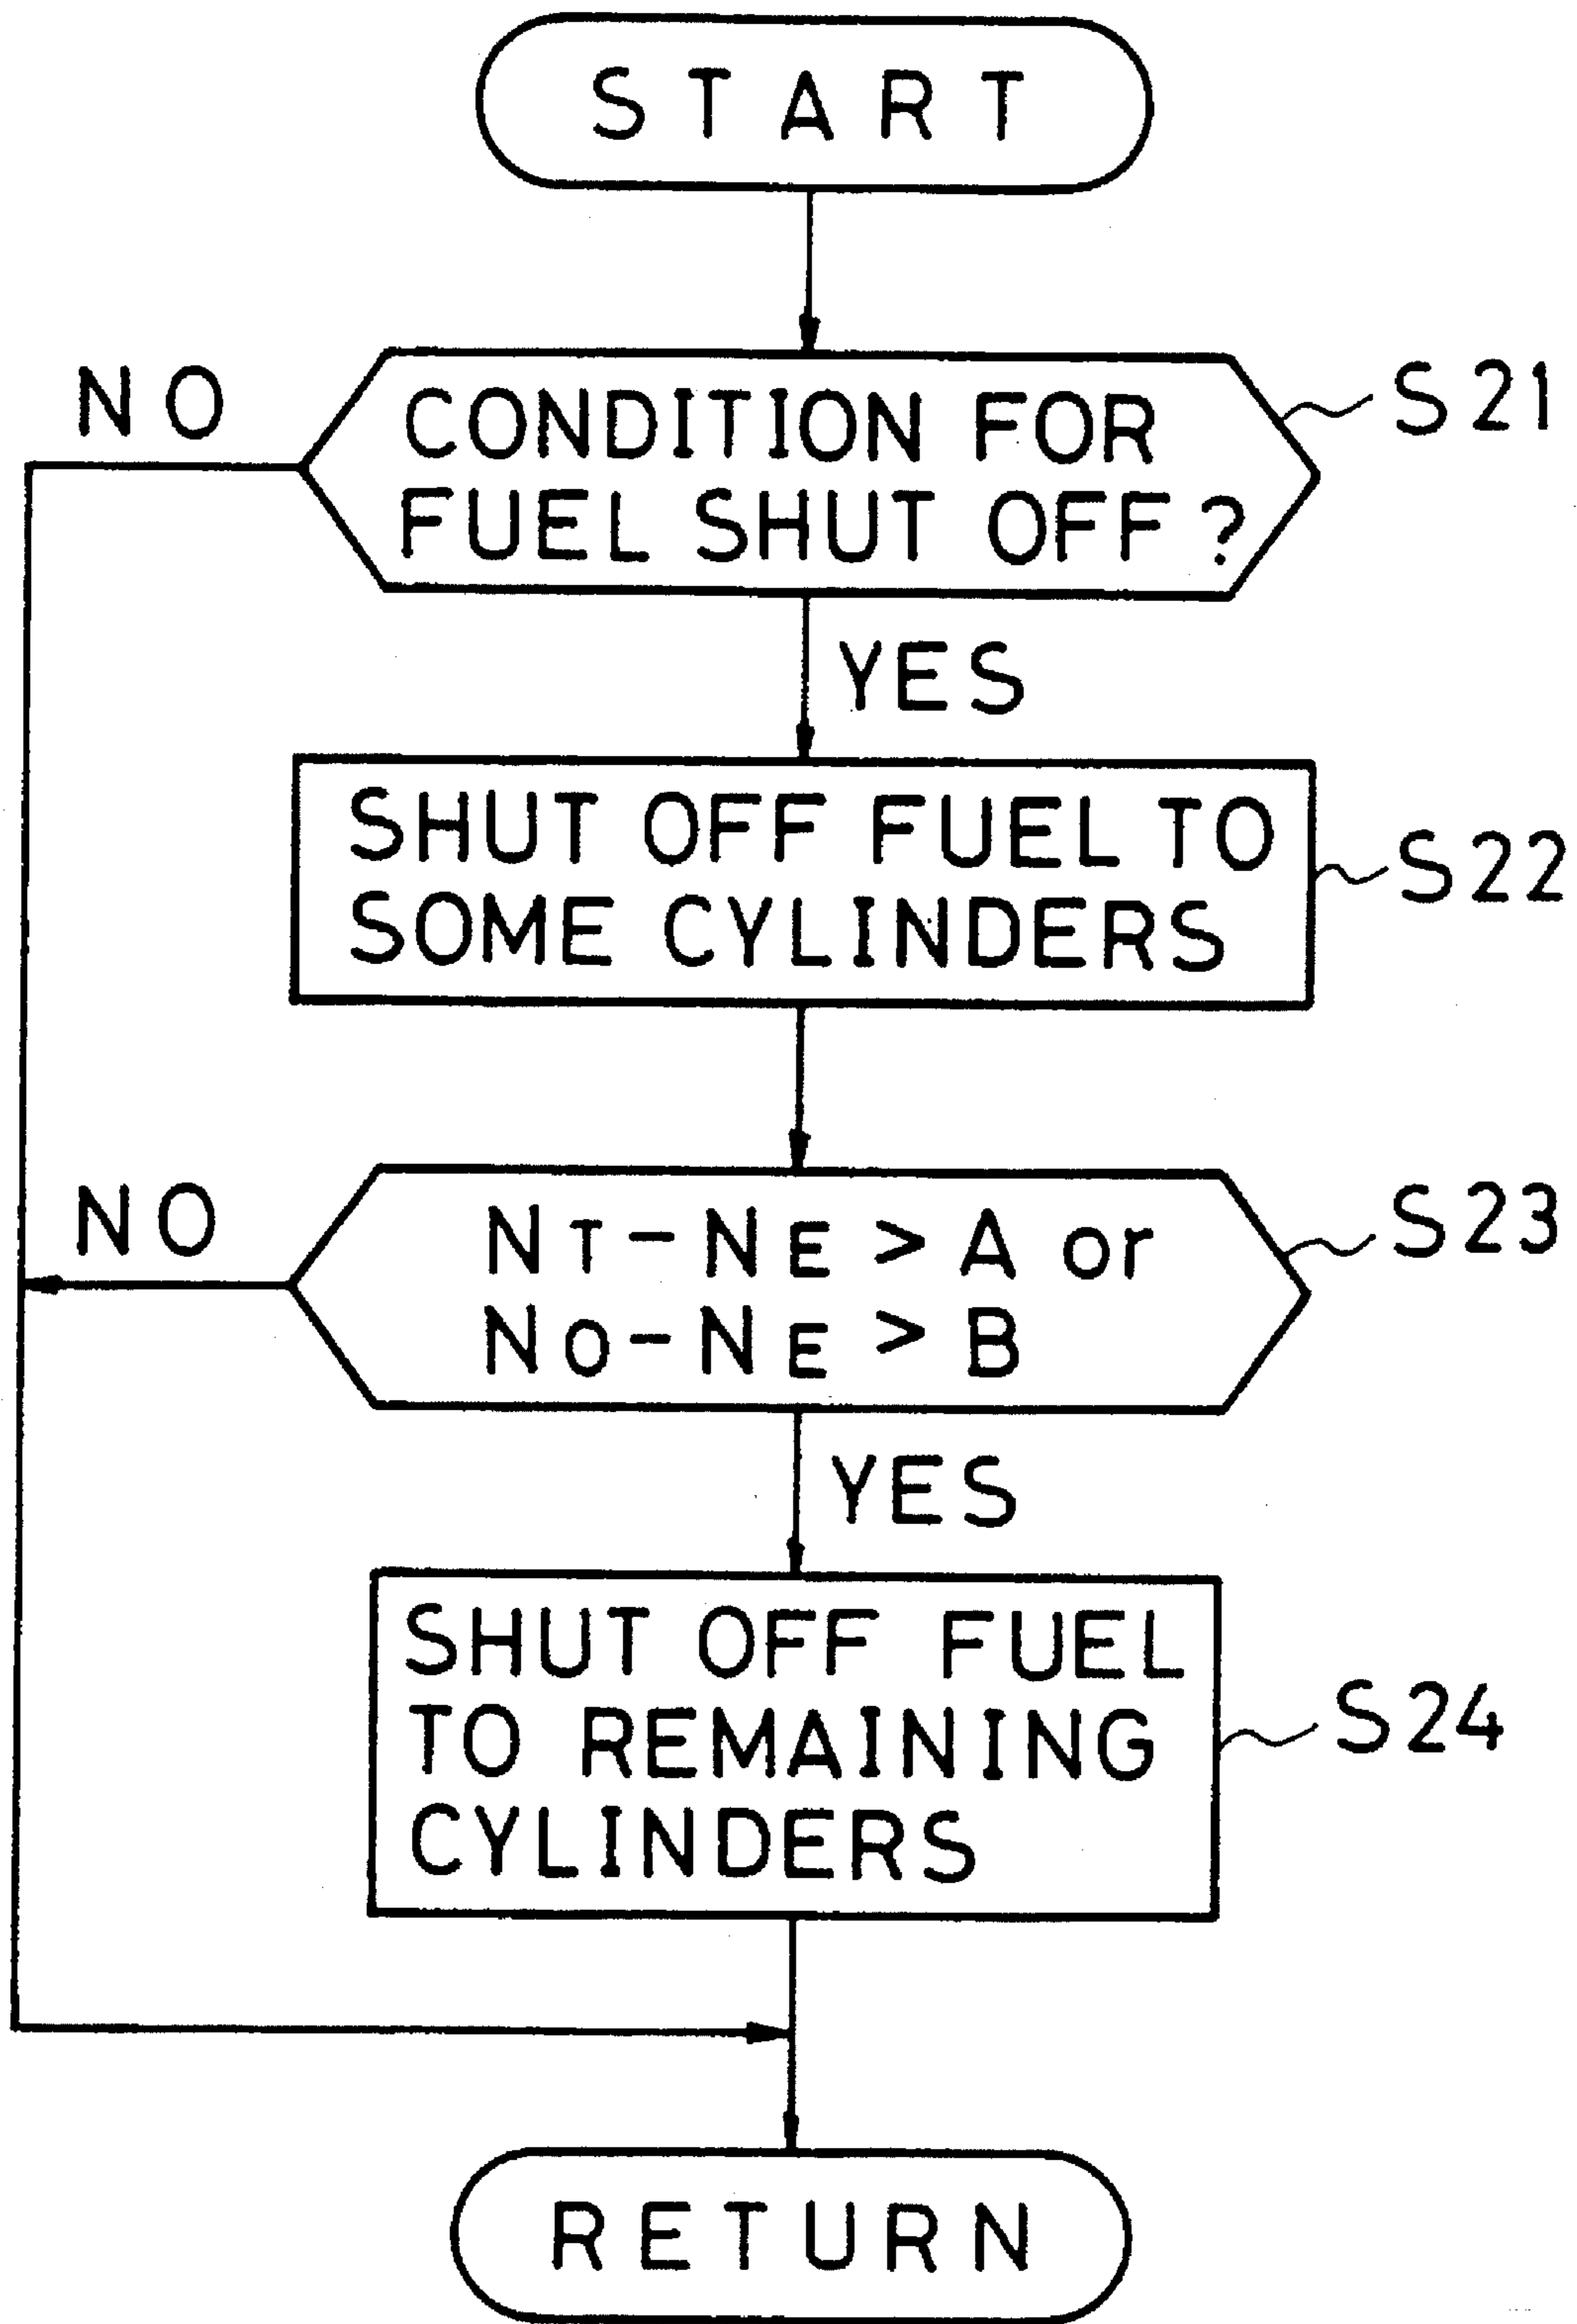 START
NO
CONDITION FOR
FUEL SHUT OFF ?
S21
YES
SHUT OFF FUEL TO
SOME CYLINDERS
S22
NO
NT-NE > A or
NO-NE > B
S23
YES
SHUT OFF FUEL
TO REMAINING
CYLINDERS
S24
RETURN